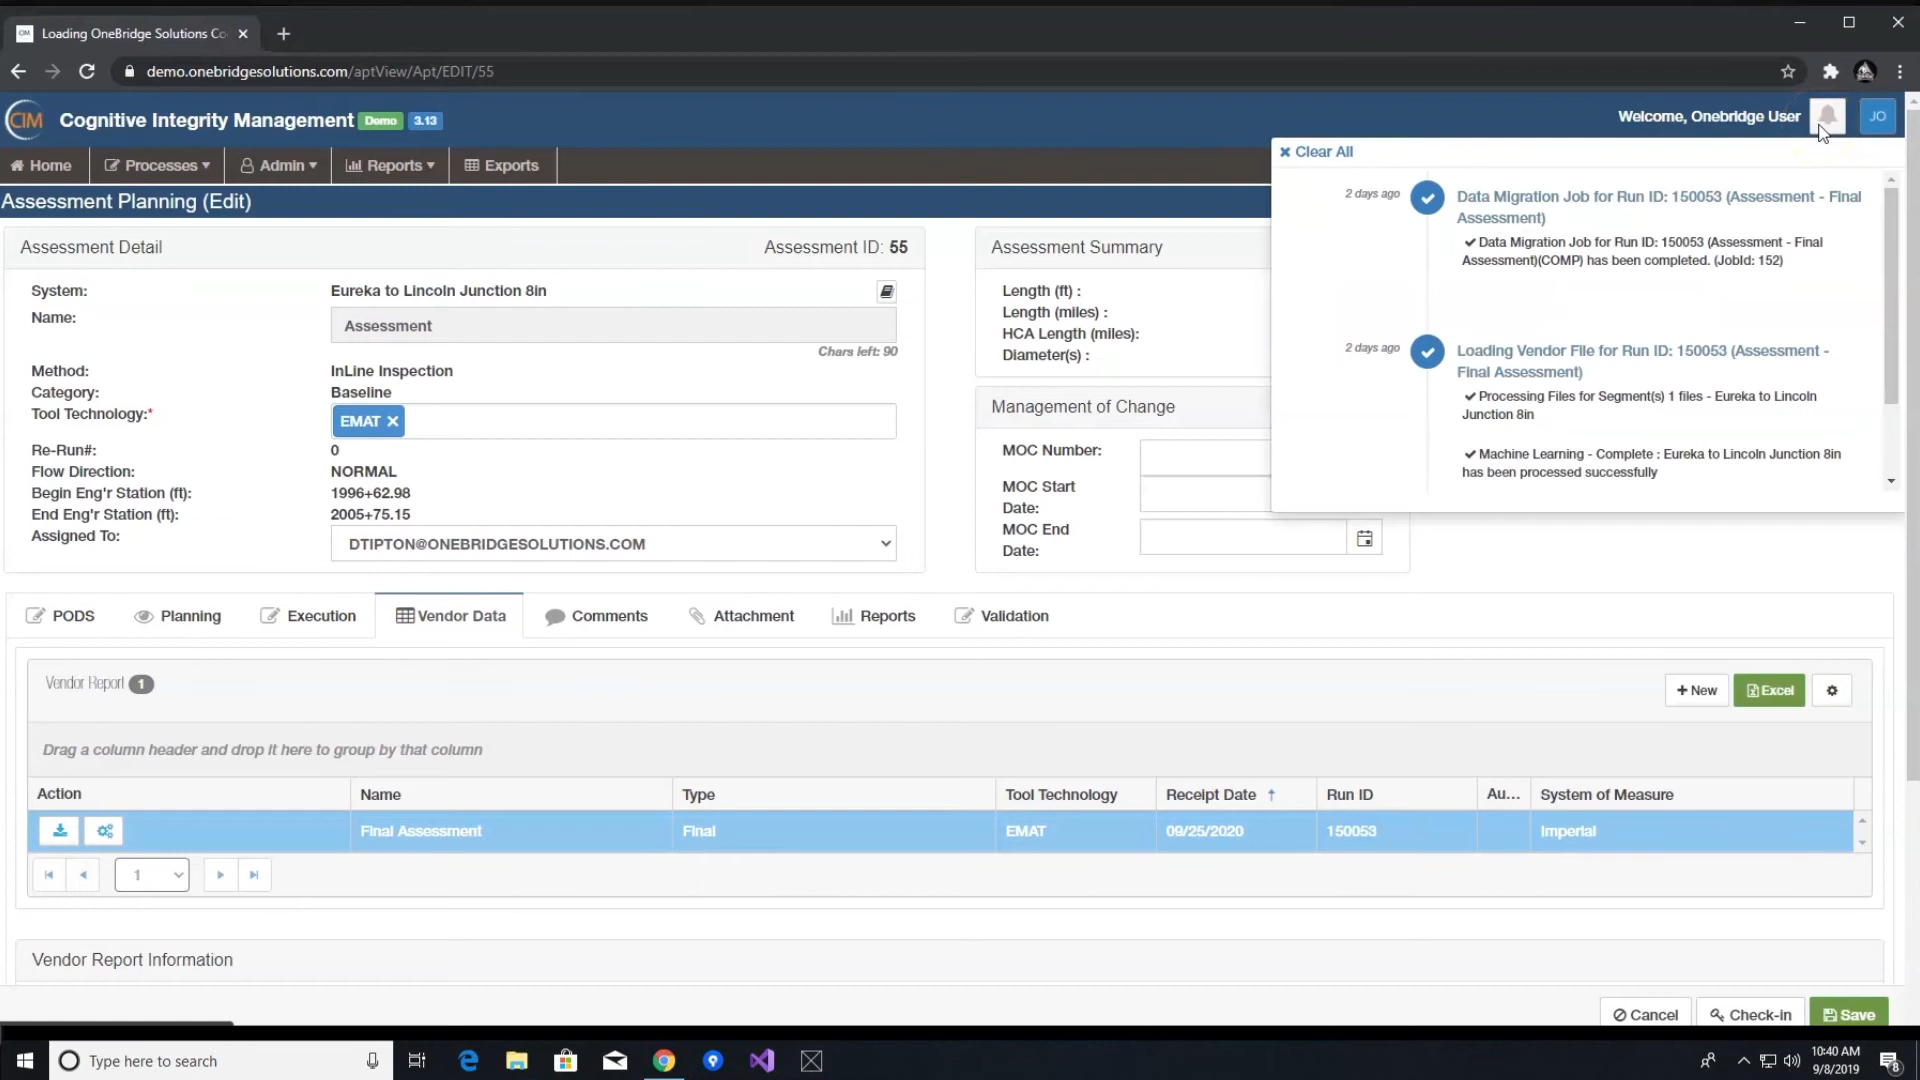 Loading OneBridge Solutions Co
demo.onebridgesolutions.com/aptView/Apt/EDIT/55
CIM
Cognitive Integrity Management Demo 3.13
Welcome, Onebridge User
JO
Home
Processes
Admin
Reports
Exports
Assessment Planning (Edit)
Clear All
2 days ago
Data Migration Job for Run ID: 150053 (Assessment - Final
Assessment)
Data Migration Job for Run ID: 150053 (Assessment - Final
Assessment)(COMP) has been completed. (JobId: 152)
2 days ago
Loading Vendor File for Run ID: 150053 (Assessment -
Final Assessment)
Processing Files for Segment(s) 1 files - Eureka to Lincoln
Junction 8in
Machine Learning - Complete : Eureka to Lincoln Junction 8in
has been processed successfully
Assessment Detail
Assessment ID: 55
System:
Eureka to Lincoln Junction 8in
Name:
Assessment
Chars left: 90
Method:
InLine Inspection
Category:
Baseline
Tool Technology:*
EMAT
Re-Run#:
0
Flow Direction:
NORMAL
Begin Eng'r Station (ft):
1996+62.98
End Eng'r Station (ft):
2005+75.15
Assigned To:
DTIPTON@ONEBRIDGESOLUTIONS.COM
Assessment Summary
Length (ft) :
Length (miles) :
HCA Length (miles):
Diameter(s) :
Management of Change
MOC Number:
MOC Start
Date:
MOC End
Date:
PODS
Planning
Execution
Vendor Data
Comments
Attachment
Reports
Validation
Vendor Report 1
+ New
Excel
Drag a column header and drop it here to group by that column
Action
Name
Type
Tool Technology
Receipt Date
Run ID
Au...
System of Measure
Final Assessment
Final
EMAT
09/25/2020
150053
Imperial
1
Vendor Report Information
Cancel
Check-in
Save
Type here to search
10:40 AM
9/8/2019
8